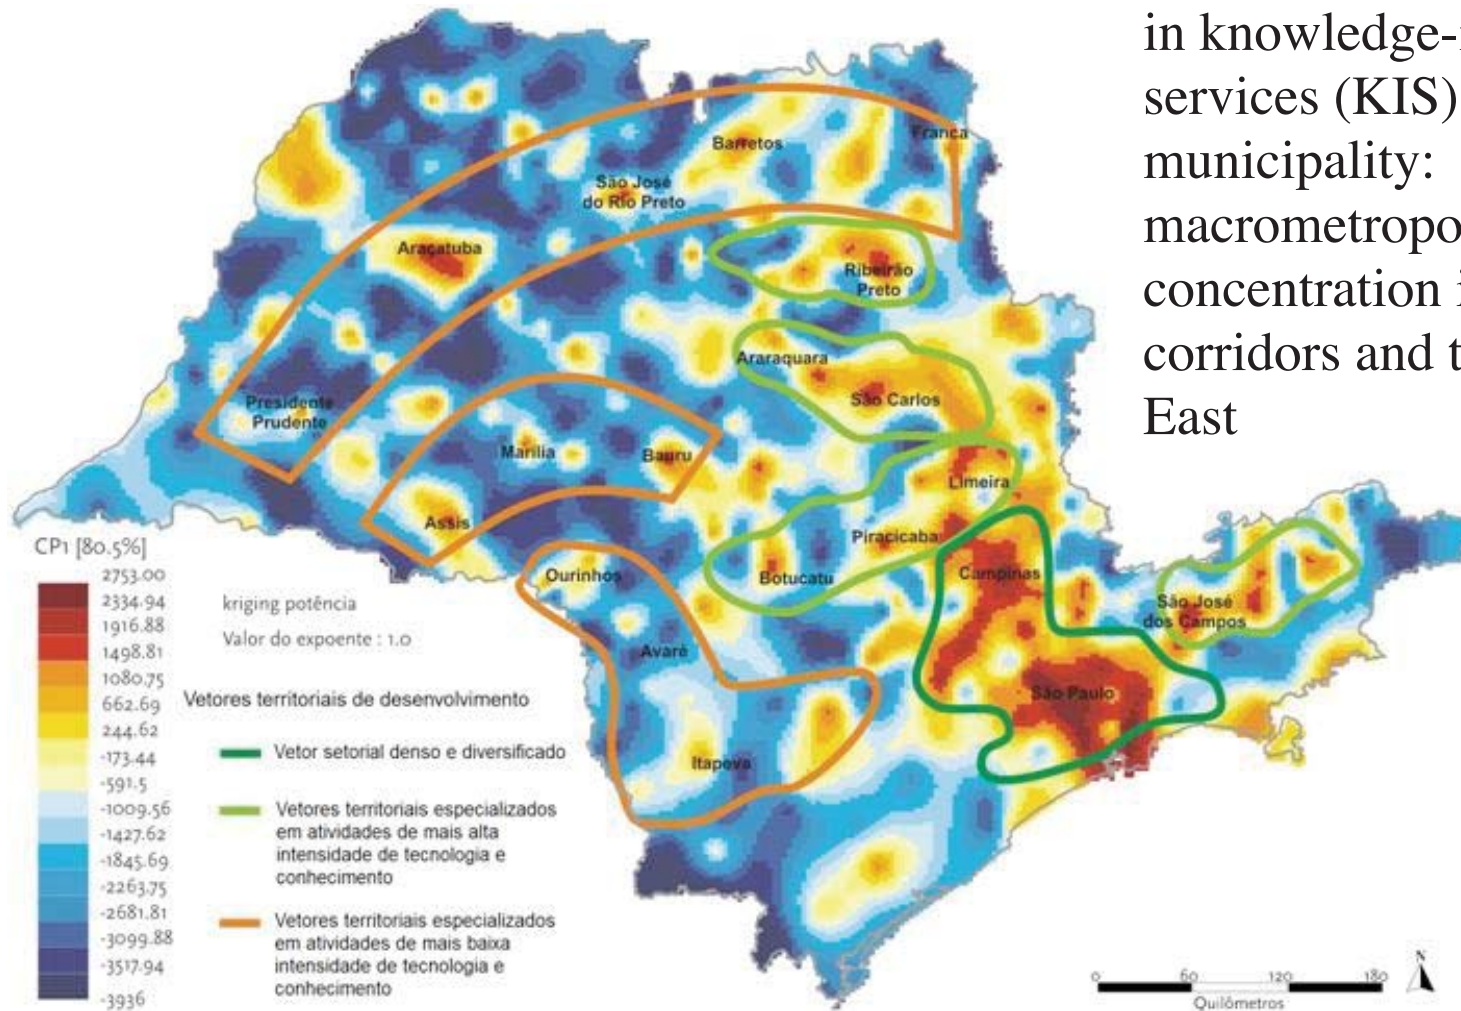 in knowledge-
services (KIS)
municipality:
macrometropo
concentration
corridors and t
East
Franca
Barretos
São José
do Rio Preto
Araçatuba
Ribeirão
Preto
Araraquara
São Carlos
Presidente
Prudente
Marília
Bauru
Limeira
Assis
Piracicaba
Ourinhos
Botucatu
Campinas
São José
dos Campos
Avaré
São Paulo
Itapeva
CP1 [80.5%]
2753.00
2334.94
1916.88
1498.81
1080.75
662.69
244.62
-173.44
-591.5
-1009.56
-1427.62
-1845.69
-2263.75
-2681.81
-3099.88
-3517.94
-3936
kriging potência
Valor do expoente : 1.0
Vetores territoriais de desenvolvimento
Vetor setorial denso e diversificado
Vetores territoriais especializados
em atividades de mais alta
intensidade de tecnologia e
conhecimento
Vetores territoriais especializados
em atividades de mais baixa
intensidade de tecnologia e
conhecimento
N
0 60 120 180
Quilômetros